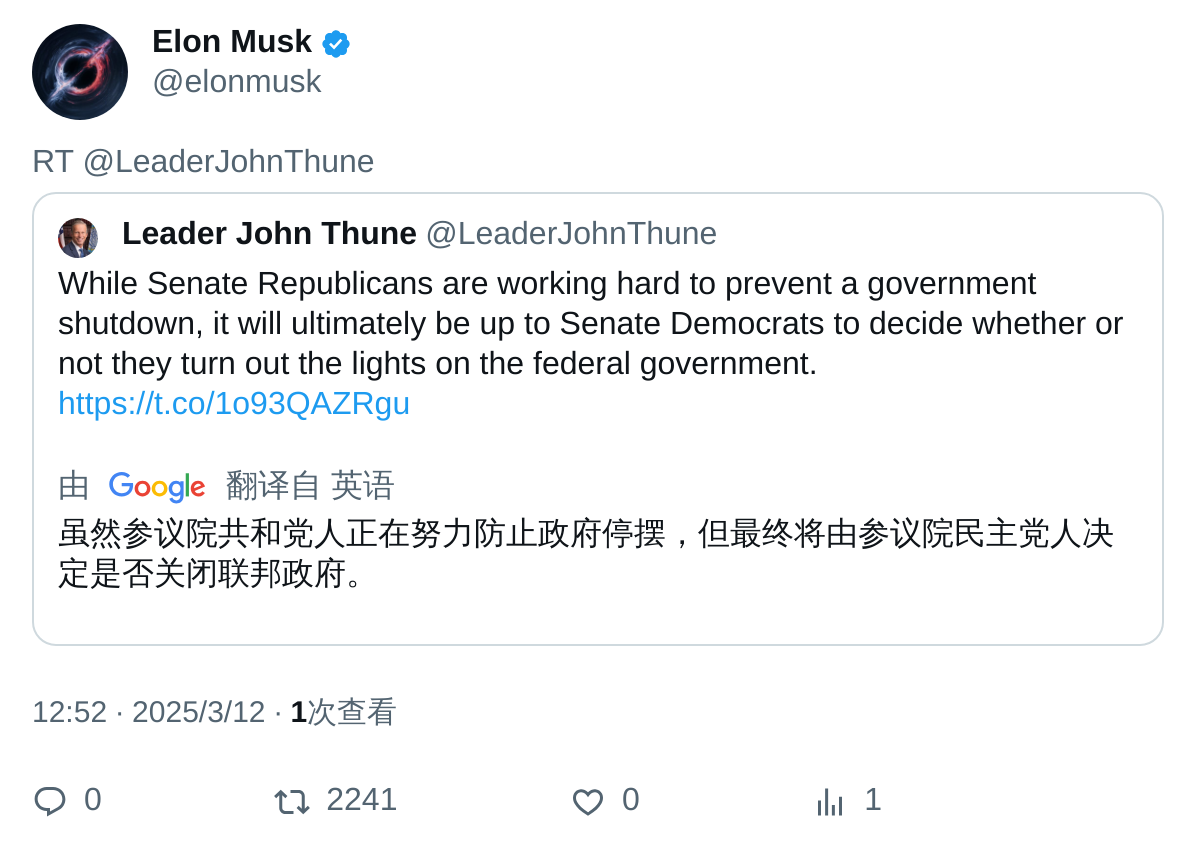 Elon Musk
@elonmusk
RT @LeaderJohnThune
Leader John Thune @LeaderJohnThune
While Senate Republicans are working hard to prevent a government
shutdown, it will ultimately be up to Senate Democrats to decide whether or
not they turn out the lights on the federal government.
https://t.co/1o93QAZRgu
由 Google 翻译自 英语
虽然参议院共和党人正在努力防止政府停摆，但最终将由参议院民主党人决
定是否关闭联邦政府。
12:52 · 2025/3/12 · 1次查看
0 2241 0 1